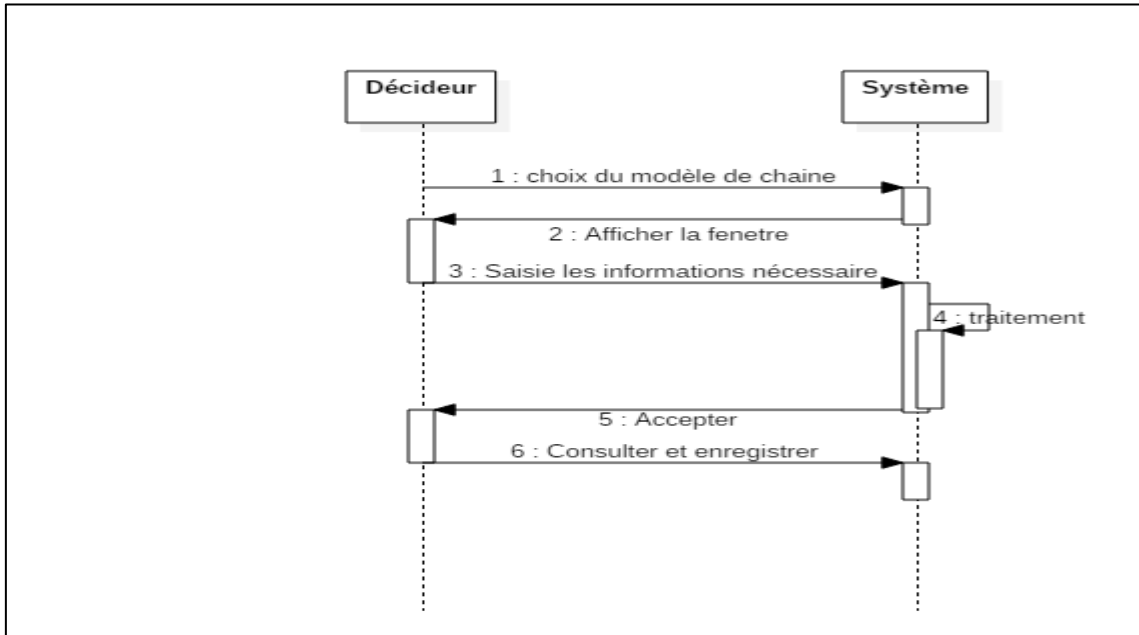 Décideur
Système
1 : choix du modèle de chaine
2 : Afficher la fenetre
3 : Saisie les informations nécessaire
4 : traitement
5 : Accepter
6 : Consulter et enregistrer